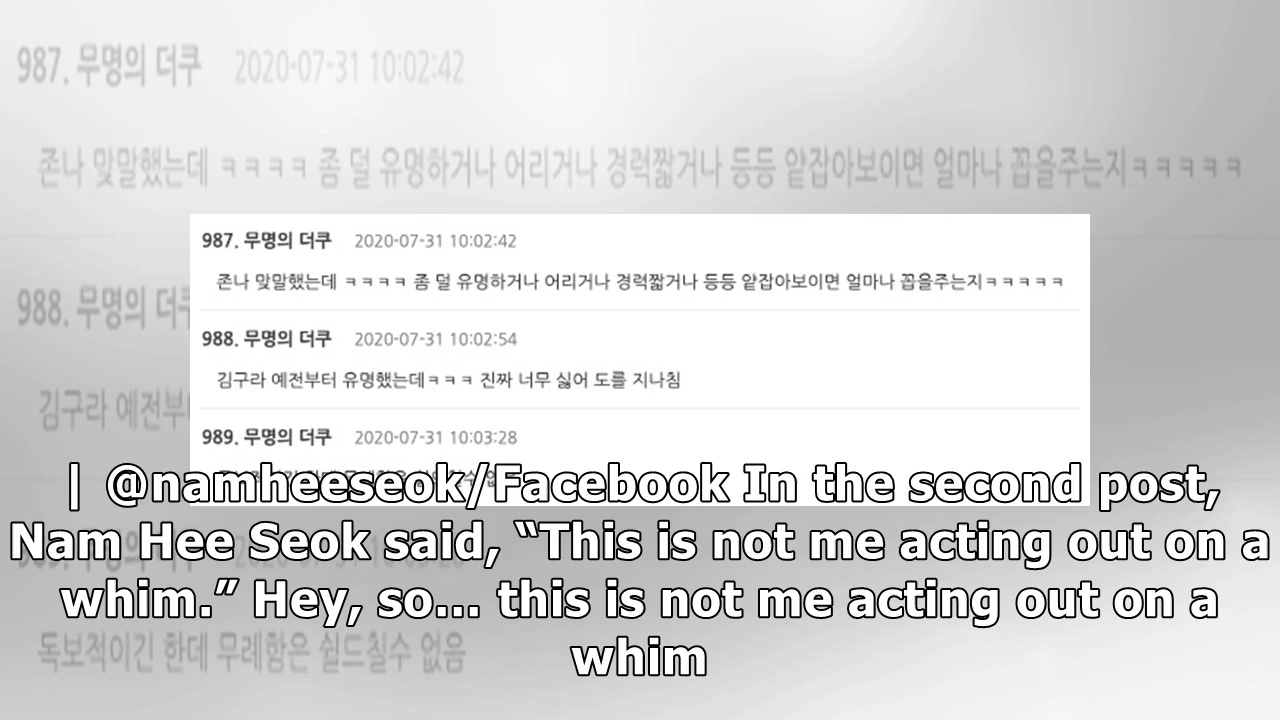 987. 무명의 더쿠 2020-07-31 10:02:42
존나 맞말했는데 ㅋㅋㅋㅋ 좀 덜 유명하거나 어리거나 경력짧거나 등등 얕잡아보이면 얼마나 꼽을주는지ㅋㅋㅋㅋㅋ
988. 무명의 더쿠
김구라 예전부
987. 무명의 더쿠 2020-07-31 10:02:42
존나 맞말했는데 ㅋㅋㅋㅋ 좀 덜 유명하거나 어리거나 경력짧거나 등등 얕잡아보이면 얼마나 꼽을주는지ㅋㅋㅋㅋㅋ
988. 무명의 더쿠 2020-07-31 10:02:54
김구라 예전부터 유명했는데ㅋㅋㅋ 진짜 너무 싫어 도를 지나침
989. 무명의 더쿠 2020-07-31 10:03:28
| @namheeseok/Facebook In the second post,
Nam Hee Seok said, “This is not me acting out on a
whim.” Hey, so... this is not me acting out on a
whim
독보적이긴 한데 무례함은 쉴드칠수 없음